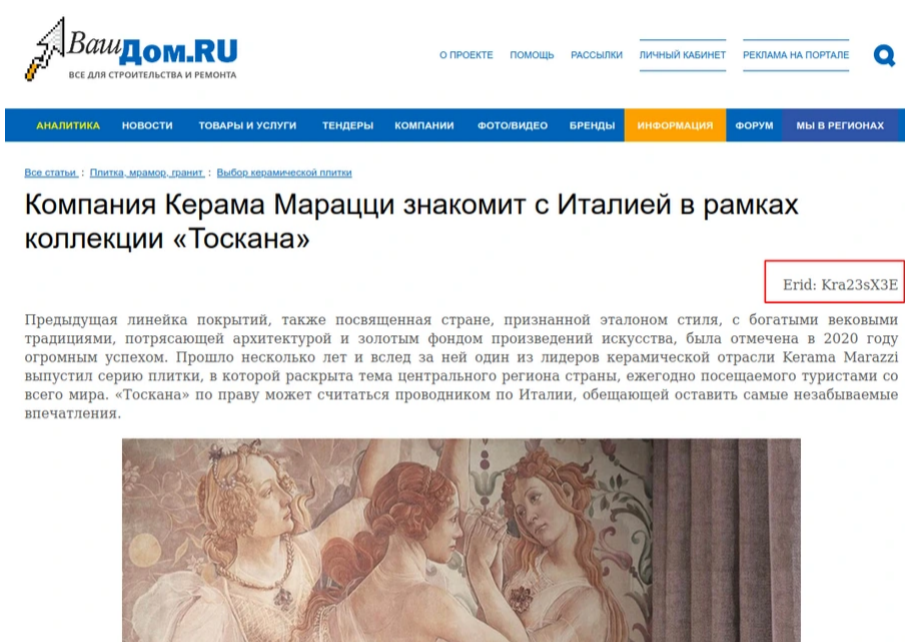 ВашДом.RU
ВСЕ ДЛЯ СТРОИТЕЛЬСТВА И РЕМОНТА
О ПРОЕКТЕ ПОМОЩЬ РАССЫЛКИ ЛИЧНЫЙ КАБИНЕТ РЕКЛАМА НА ПОРТАЛЕ
АНАЛИТИКА НОВОСТИ ТОВАРЫ И УСЛУГИ ТЕНДЕРЫ КОМПАНИИ ФОТО/ВИДЕО БРЕНДЫ ИНФОРМАЦИЯ ФОРУМ МЫ В РЕГИОНАХ
Все статьи : Плитка, мрамор, гранит : Выбор керамической плитки
Компания Керама Марацци знакомит с Италией в рамках
коллекции «Тоскана»
Erid: Kra23sX3E
Предыдущая линейка покрытий, также посвященная стране, признанной эталоном стиля, с богатыми вековыми
традициями, потрясающей архитектурой и золотым фондом произведений искусства, была отмечена в 2020 году
огромным успехом. Прошло несколько лет и вслед за ней один из лидеров керамической отрасли Kerama Marazzi
выпустил серию плитки, в которой раскрыта тема центрального региона страны, ежегодно посещаемого туристами со
всего мира. «Тоскана» по праву может считаться проводником по Италии, обещающей оставить самые незабываемые
впечатления.